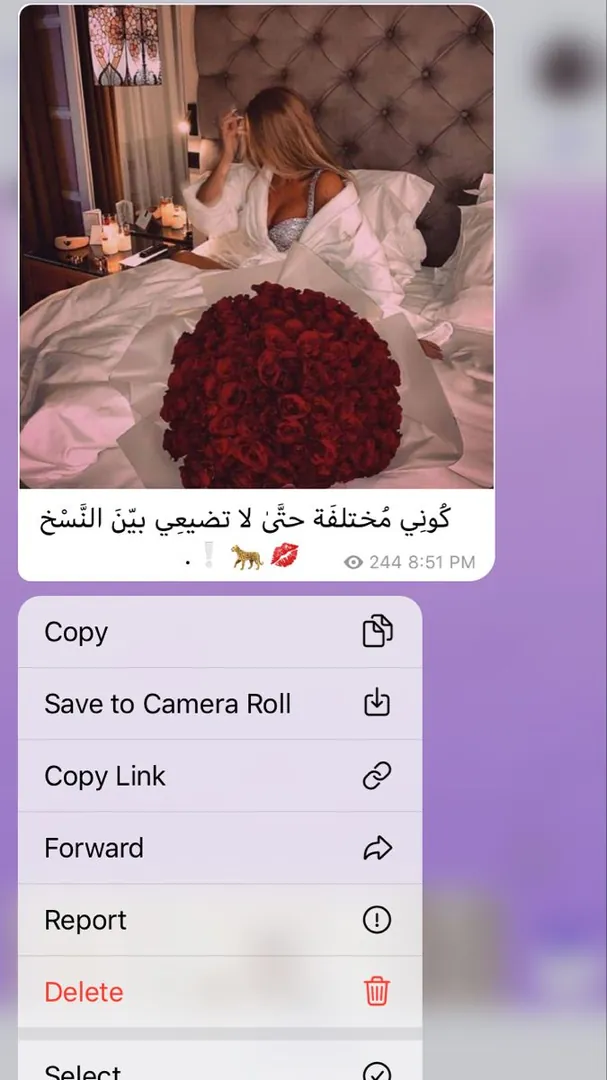 كُوني مُختلفَة حتَّىٰ لا تضيعِي بيّنَ النَّسْخ
💋🐆❕.
244 8:51 PM
Copy
Save to Camera Roll
Copy Link
Forward
Report
Delete
Select